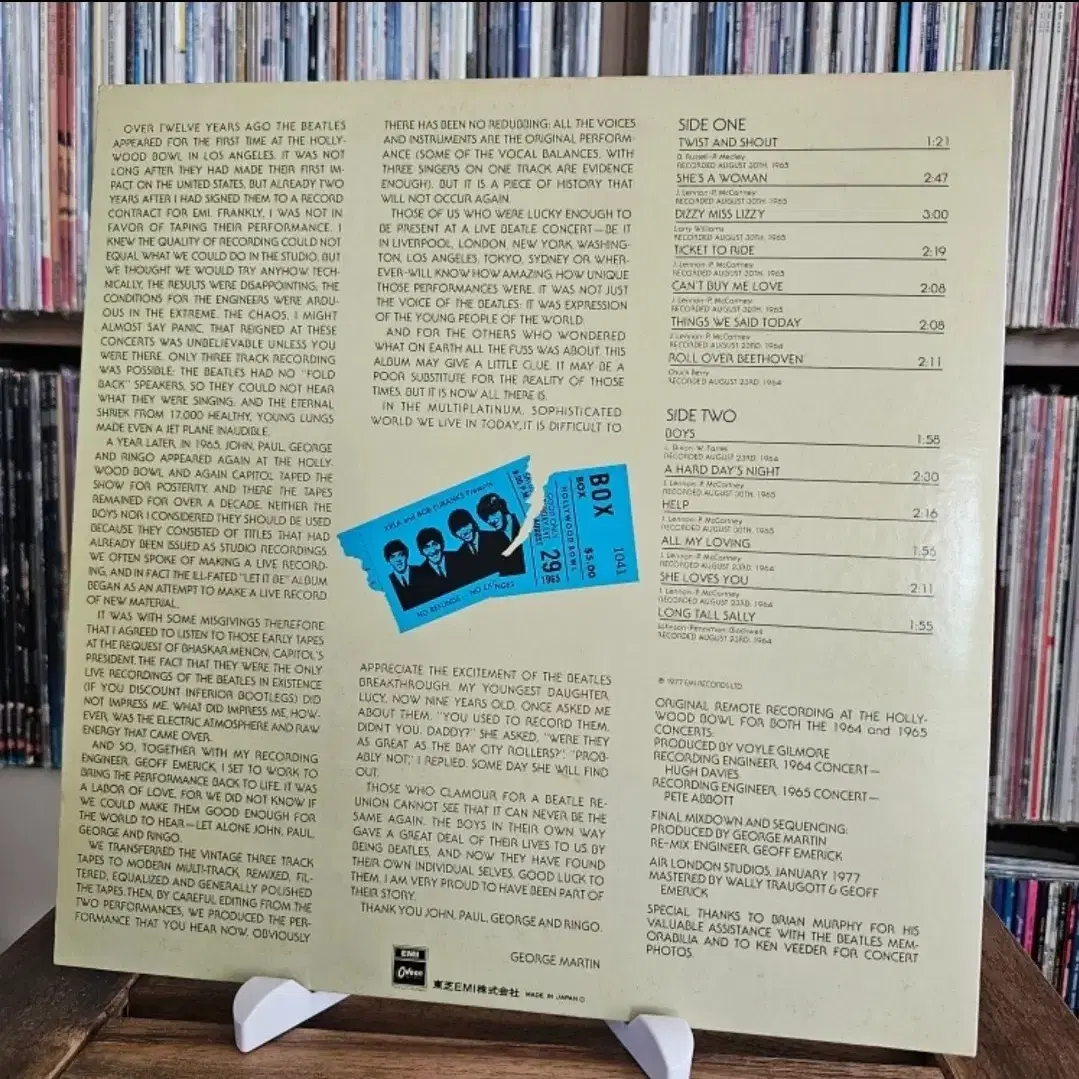 OVER TWELVE YEARS AGO THE BEATLES
APPEARED FOR THE FIRST TIME AT THE HOLLY-
WOOD BOWL IN LOS ANGELES. IT WAS NOT
LONG AFTER THEY HAD MADE THEIR FIRST IM-
PACT ON THE UNITED STATES, BUT ALREADY TWO
YEARS AFTER I HAD SIGNED THEM TO A RECORD
CONTRACT FOR EMI. FRANKLY, I WAS NOT IN
FAVOR OF TAPING THEIR PERFORMANCE. I
KNEW THE QUALITY OF RECORDING COULD NOT
EQUAL WHAT WE COULD DO IN THE STUDIO, BUT
WE THOUGHT WE WOULD TRY ANYHOW. TECH-
NICALLY, THE RESULTS WERE DISAPPOINTING; THE
CONDITIONS FOR THE ENGINEERS WERE ARDU-
OUS IN THE EXTREME. THE CHAOS, I MIGHT
ALMOST SAY PANIC, THAT REIGNED AT THESE
CONCERTS WAS UNBELIEVABLE UNLESS YOU
WERE THERE. ONLY THREE TRACK RECORDING
WAS POSSIBLE; THE BEATLES HAD NO "FOLD
BACK" SPEAKERS, SO THEY COULD NOT HEAR
WHAT THEY WERE SINGING, AND THE ETERNAL
SHRIEK FROM 17,000 HEALTHY, YOUNG LUNGS
MADE EVEN A JET PLANE INAUDIBLE.
A YEAR LATER, IN 1965, JOHN, PAUL, GEORGE
AND RINGO APPEARED AGAIN AT THE HOLLY-
WOOD BOWL AND AGAIN CAPITOL TAPED THE
SHOW FOR POSTERITY, AND THERE THE TAPES
REMAINED FOR OVER A DECADE. NEITHER THE
BOYS NOR I CONSIDERED THEY SHOULD BE USED
BECAUSE THEY CONSISTED OF TITLES THAT HAD
ALREADY BEEN ISSUED AS STUDIO RECORDINGS.
WE OFTEN SPOKE OF MAKING A LIVE RECORD-
ING, AND IN FACT THE ILL-FATED "LET IT BE" ALBUM
BEGAN AS AN ATTEMPT TO MAKE A LIVE RECORD
OF NEW MATERIAL.
IT WAS WITH SOME MISGIVINGS THEREFORE
THAT I AGREED TO LISTEN TO THOSE EARLY TAPES
AT THE REQUEST OF BHASKAR MENON, CAPITOL'S
PRESIDENT. THE FACT THAT THEY WERE THE ONLY
LIVE RECORDINGS OF THE BEATLES IN EXISTENCE
(IF YOU DISCOUNT INFERIOR BOOTLEGS) DID
NOT IMPRESS ME. WHAT DID IMPRESS ME, HOW-
EVER, WAS THE ELECTRIC ATMOSPHERE AND RAW
ENERGY THAT CAME OVER.
AND SO, TOGETHER WITH MY RECORDING
ENGINEER, GEOFF EMERICK, I SET TO WORK TO
BRING THE PERFORMANCE BACK TO LIFE. IT WAS
A LABOR OF LOVE, FOR WE DID NOT KNOW IF
WE COULD MAKE THEM GOOD ENOUGH FOR
THE WORLD TO HEAR—LET ALONE JOHN, PAUL,
GEORGE AND RINGO.
WE TRANSFERRED THE VINTAGE THREE TRACK
TAPES TO MODERN MULTI-TRACK, REMIXED, FIL-
TERED, EQUALIZED AND GENERALLY POLISHED
THE TAPES. THEN, BY CAREFUL EDITING FROM THE
TWO PERFORMANCES, WE PRODUCED THE PER-
FORMANCE THAT YOU HEAR NOW. OBVIOUSLY
THERE HAS BEEN NO REDUBBING; ALL THE VOICES
AND INSTRUMENTS ARE THE ORIGINAL PERFORM-
ANCE (SOME OF THE VOCAL BALANCES, WITH
THREE SINGERS ON ONE TRACK ARE EVIDENCE
ENOUGH). BUT IT IS A PIECE OF HISTORY THAT
WILL NOT OCCUR AGAIN.
THOSE OF US WHO WERE LUCKY ENOUGH TO
BE PRESENT AT A LIVE BEATLE CONCERT—BE IT
IN LIVERPOOL, LONDON, NEW YORK, WASHING-
TON, LOS ANGELES, TOKYO, SYDNEY OR WHER-
EVER—WILL KNOW HOW AMAZING, HOW UNIQUE
THOSE PERFORMANCES WERE. IT WAS NOT JUST
THE VOICE OF THE BEATLES: IT WAS EXPRESSION
OF THE YOUNG PEOPLE OF THE WORLD.
AND FOR THE OTHERS WHO WONDERED
WHAT ON EARTH ALL THE FUSS WAS ABOUT THIS
ALBUM MAY GIVE A LITTLE CLUE. IT MAY BE A
POOR SUBSTITUTE FOR THE REALITY OF THOSE
TIMES, BUT IT IS NOW ALL THERE IS.
IN THE MULTIPLATINUM, SOPHISTICATED
WORLD WE LIVE IN TODAY, IT IS DIFFICULT TO
KRLA and BOB EUBANKS Presents
NO REFUNDS — NO EXCHANGES
29
1965
HOLLYWOOD BOWL
BOX
BOX
$5.00
1041
APPRECIATE THE EXCITEMENT OF THE BEATLES
BREAKTHROUGH. MY YOUNGEST DAUGHTER,
LUCY, NOW NINE YEARS OLD, ONCE ASKED ME
ABOUT THEM. "YOU USED TO RECORD THEM,
DIDN'T YOU, DADDY?" SHE ASKED, "WERE THEY
AS GREAT AS THE BAY CITY ROLLERS?" "PROB-
ABLY NOT," I REPLIED. SOME DAY SHE WILL FIND
OUT.
THOSE WHO CLAMOUR FOR A BEATLE RE-
UNION CANNOT SEE THAT IT CAN NEVER BE THE
SAME AGAIN. THE BOYS IN THEIR OWN WAY
GAVE A GREAT DEAL OF THEIR LIVES TO US BY
BEING BEATLES, AND NOW THEY HAVE FOUND
THEIR OWN INDIVIDUAL SELVES. GOOD LUCK TO
THEM. I AM VERY PROUD TO HAVE BEEN PART OF
THEIR STORY.
THANK YOU JOHN, PAUL, GEORGE AND RINGO.
GEORGE MARTIN
EMI
Odeon
東芝EMI株式会社 MADE IN JAPAN
SIDE ONE
TWIST AND SHOUT 1:21
B. Russell-P. Medley
RECORDED AUGUST 30TH, 1965
SHE'S A WOMAN 2:47
J. Lennon-P. McCartney
RECORDED AUGUST 30TH, 1965
DIZZY MISS LIZZY 3:00
Larry Williams
RECORDED AUGUST 30TH, 1965
TICKET TO RIDE 2:19
J. Lennon-P. McCartney
RECORDED AUGUST 30TH, 1965
CAN'T BUY ME LOVE 2:08
J. Lennon-P. McCartney
RECORDED AUGUST 30TH, 1965
THINGS WE SAID TODAY 2:08
J. Lennon-P. McCartney
RECORDED AUGUST 23RD, 1964
ROLL OVER BEETHOVEN 2:11
Chuck Berry
RECORDED AUGUST 23RD, 1964
SIDE TWO
BOYS 1:58
L. Dixon-W. Farrell
RECORDED AUGUST 23RD, 1964
A HARD DAY'S NIGHT 2:30
J. Lennon-P. McCartney
RECORDED AUGUST 30TH, 1965
HELP 2:16
J. Lennon-P. McCartney
RECORDED AUGUST 30TH, 1965
ALL MY LOVING 1:56
J. Lennon-P. McCartney
RECORDED AUGUST 23RD, 1964
SHE LOVES YOU 2:11
J. Lennon-P. McCartney
RECORDED AUGUST 23RD, 1964
LONG TALL SALLY 1:55
Johnson-Penniman-Blackwell
RECORDED AUGUST 23RD, 1964
℗ 1977 EMI RECORDS LTD.
ORIGINAL REMOTE RECORDING AT THE HOLLY-
WOOD BOWL FOR BOTH THE 1964 and 1965
CONCERTS:
PRODUCED BY VOYLE GILMORE
RECORDING ENGINEER, 1964 CONCERT—
HUGH DAVIES
RECORDING ENGINEER, 1965 CONCERT—
PETE ABBOTT
FINAL MIXDOWN AND SEQUENCING:
PRODUCED BY GEORGE MARTIN
RE-MIX ENGINEER, GEOFF EMERICK
AIR LONDON STUDIOS, JANUARY 1977
MASTERED BY WALLY TRAUGOTT & GEOFF
EMERICK
SPECIAL THANKS TO BRIAN MURPHY FOR HIS
VALUABLE ASSISTANCE WITH THE BEATLES MEM-
ORABILIA AND TO KEN VEEDER FOR CONCERT
PHOTOS.